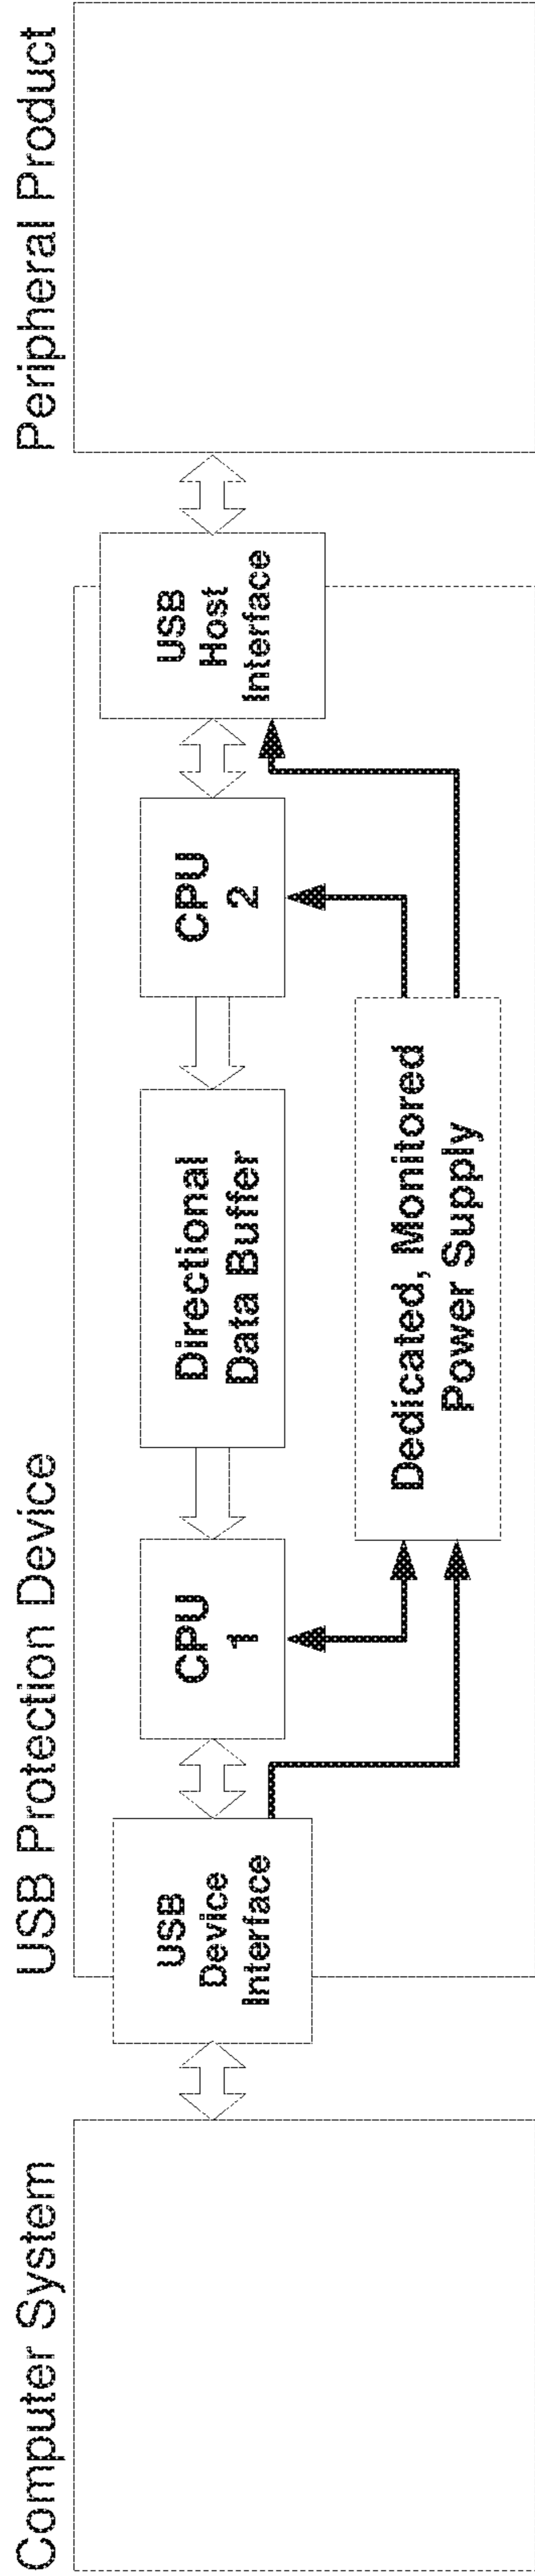 Computer System
USB Protection Device
Peripheral Product
USB
Device
Interface
CPU
1
Directional
Data Buffer
CPU
2
USB
Host
Interface
Dedicated, Monitored
Power Supply